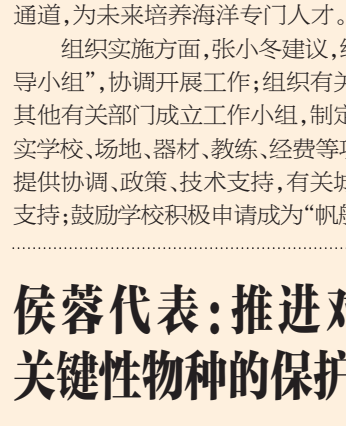 通道,为未来培养海洋专门人才。
组织实施方面,张小冬建议,
导小组”,协调开展工作;组织有关
其他有关部门成立工作小组,制定
实学校、场地、器材、教练、经费等
提供协调、政策、技术支持,有关
支持;鼓励学校积极申请成为“帆
侯蓉代表:推进
关键性物种的保护